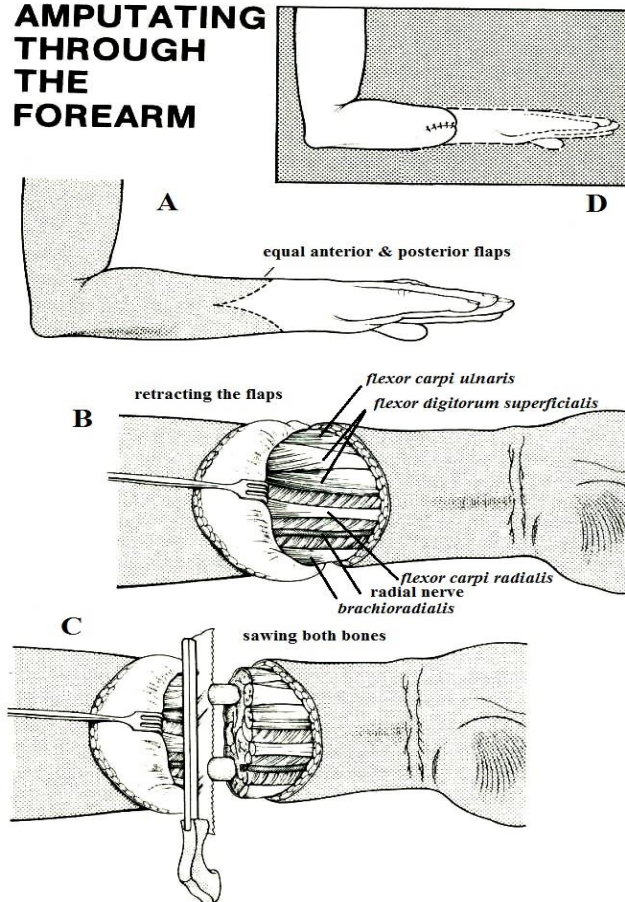 AMPUTATING
THROUGH
THE
FOREARM
D
A
equal anterior & posterior flaps
retracting the flaps
B
flexor carpi ulnaris
flexor digitorum superficialis
flexor carpi radialis
radial nerve
brachioradialis
C
sawing both bones